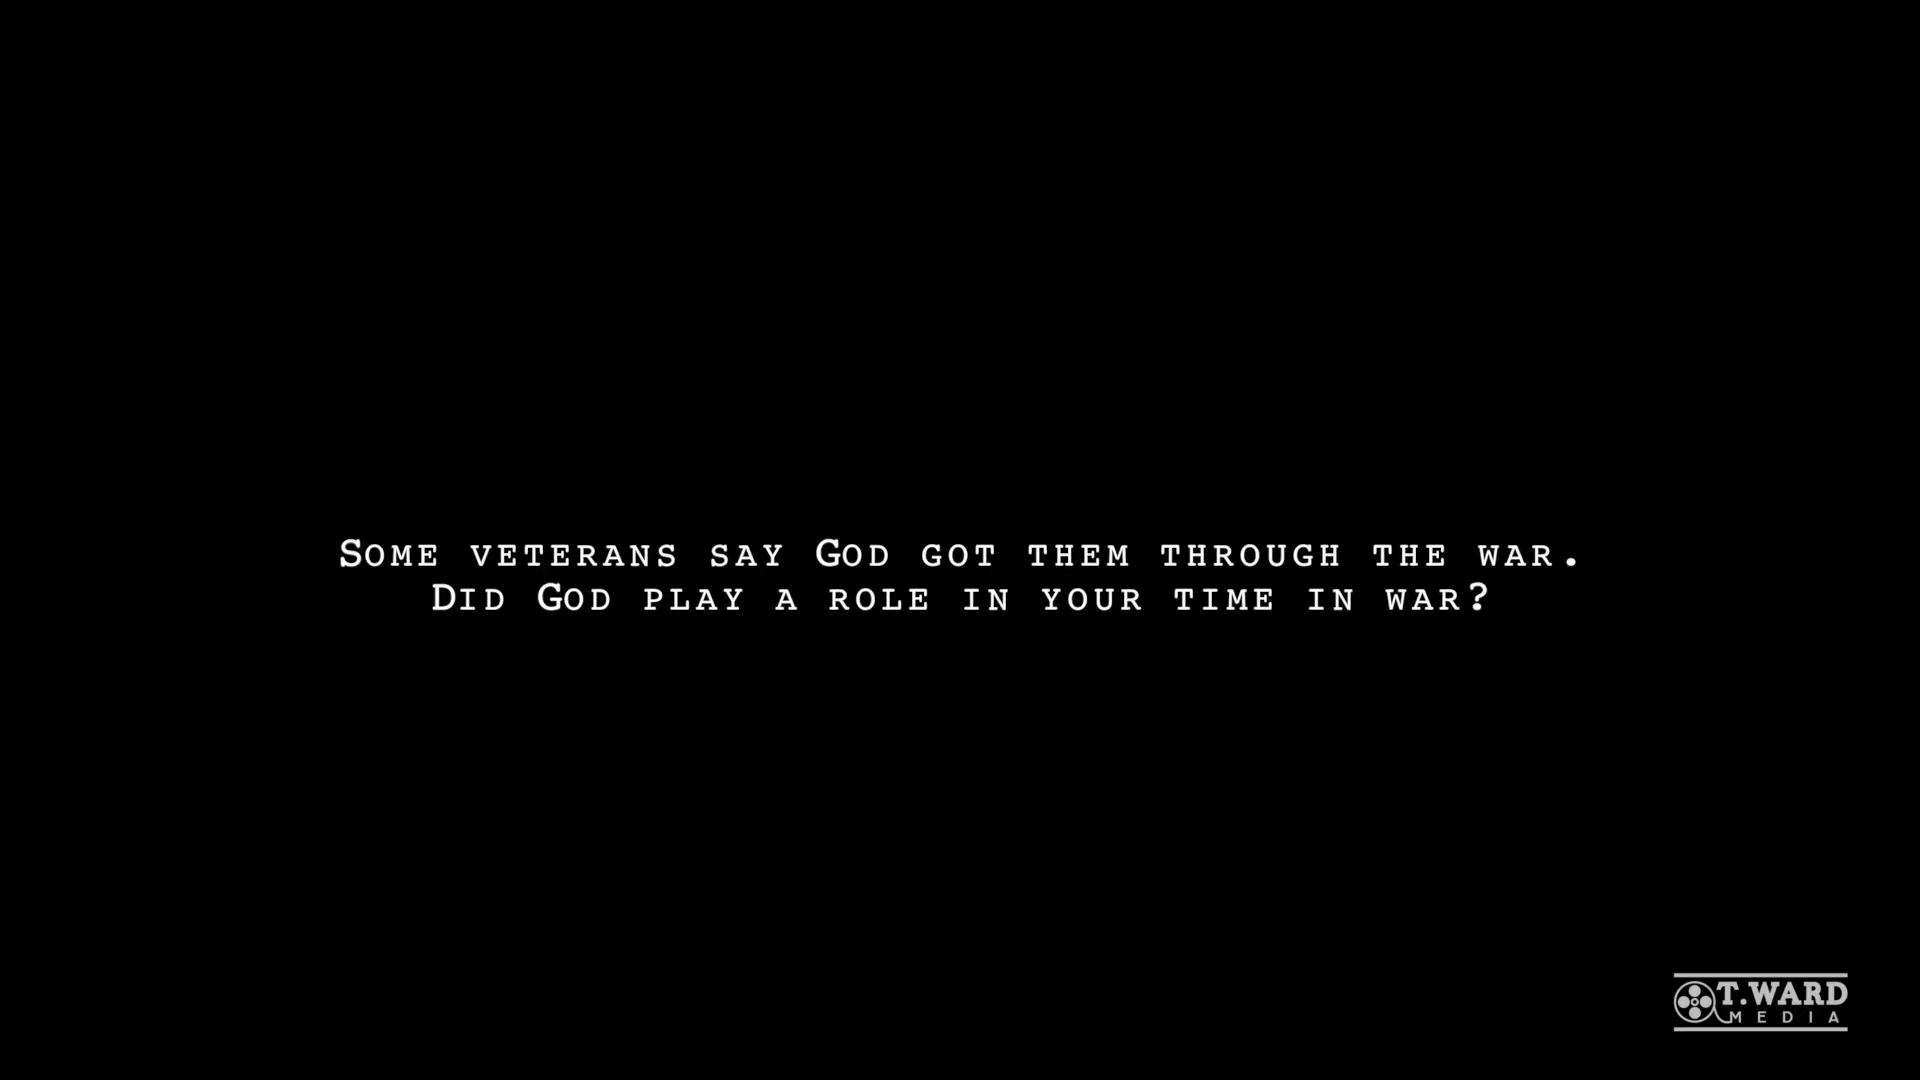 Some veterans say God got them through the war.
Did God play a role in your time in war?
T.WARD
MEDIA